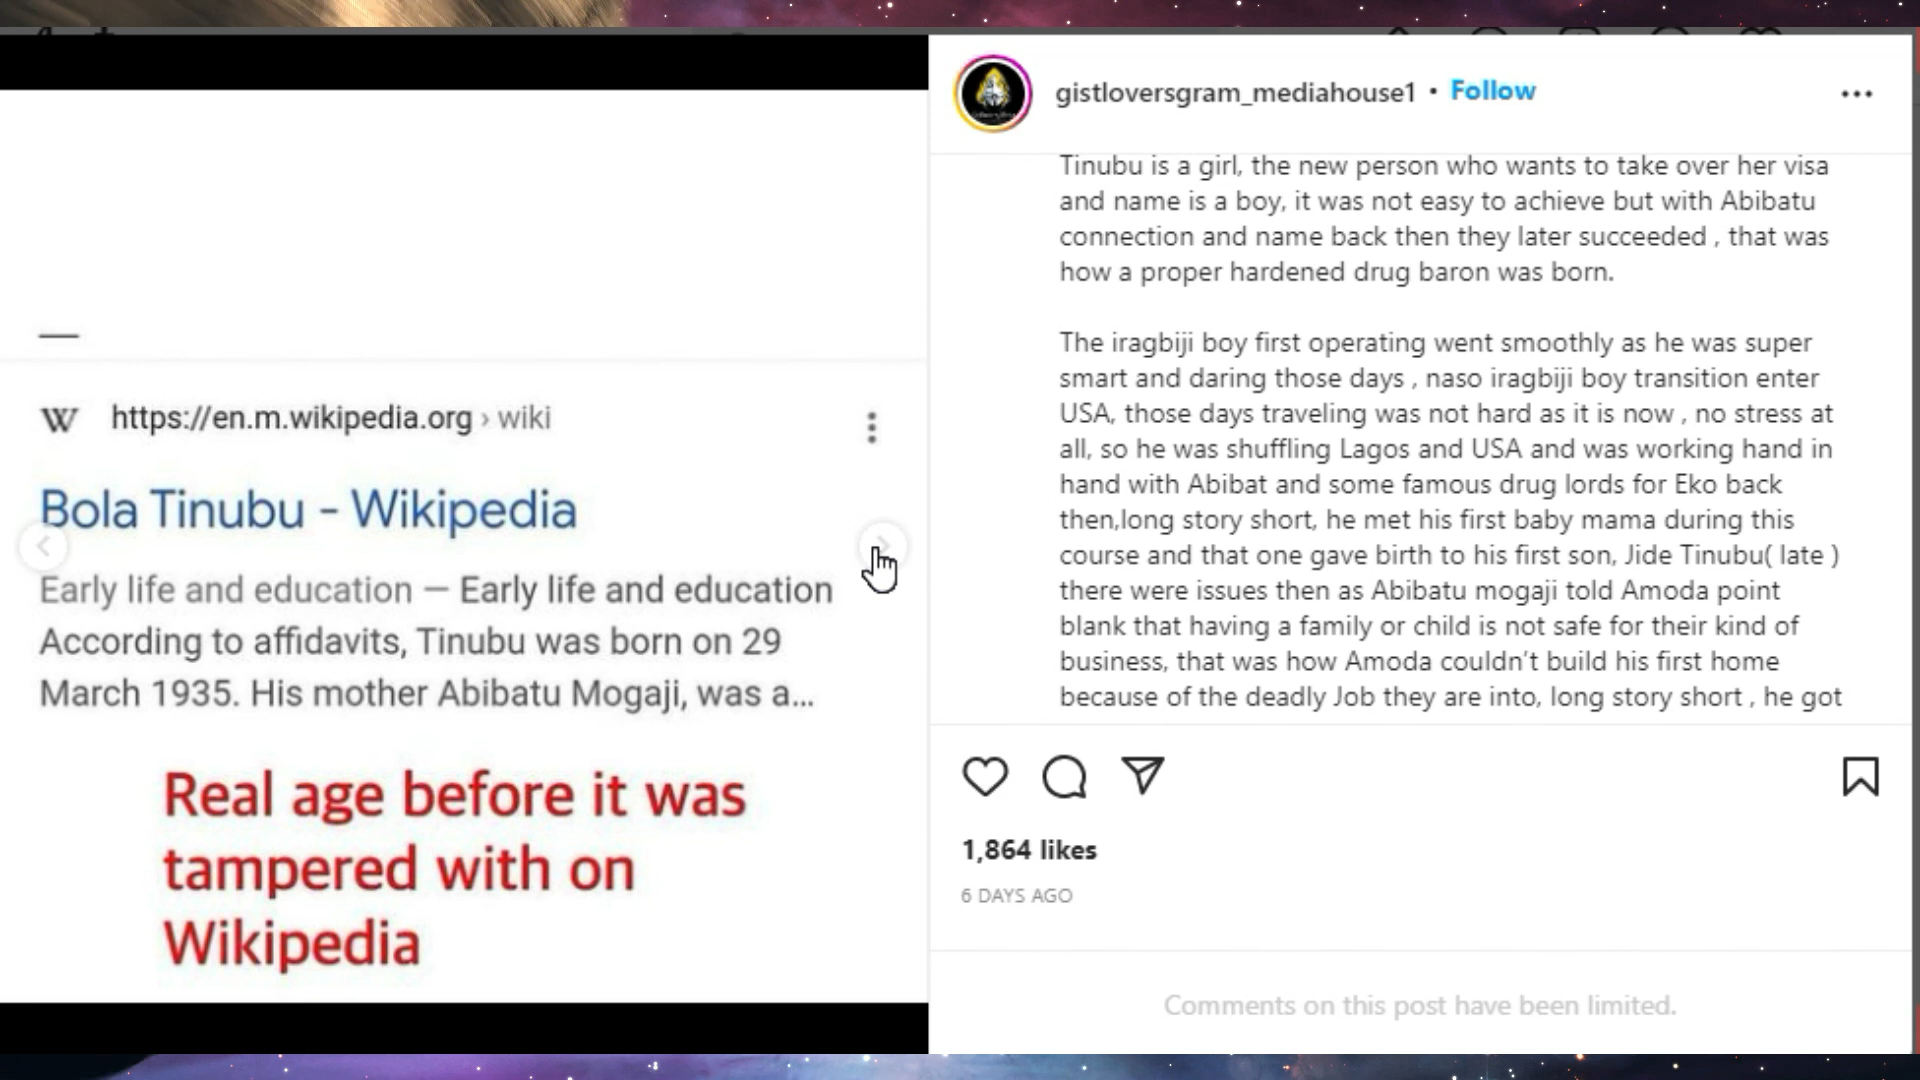 —
https://en.m.wikipedia.org › wiki
Bola Tinubu - Wikipedia
Early life and education — Early life and education
According to affidavits, Tinubu was born on 29
March 1935. His mother Abibatu Mogaji, was a...
Real age before it was
tampered with on
Wikipedia
gistloversgram_mediahouse1 • Follow
Tinubu is a girl, the new person who wants to take over her visa
and name is a boy, it was not easy to achieve but with Abibatu
connection and name back then they later succeeded , that was
how a proper hardened drug baron was born.
The iragbiji boy first operating went smoothly as he was super
smart and daring those days , naso iragbiji boy transition enter
USA, those days traveling was not hard as it is now , no stress at
all, so he was shuffling Lagos and USA and was working hand in
hand with Abibat and some famous drug lords for Eko back
then,long story short, he met his first baby mama during this
course and that one gave birth to his first son, Jide Tinubu( late )
there were issues then as Abibatu mogaji told Amoda point
blank that having a family or child is not safe for their kind of
business, that was how Amoda couldn't build his first home
because of the deadly Job they are into, long story short , he got
1,864 likes
6 DAYS AGO
Comments on this post have been limited.